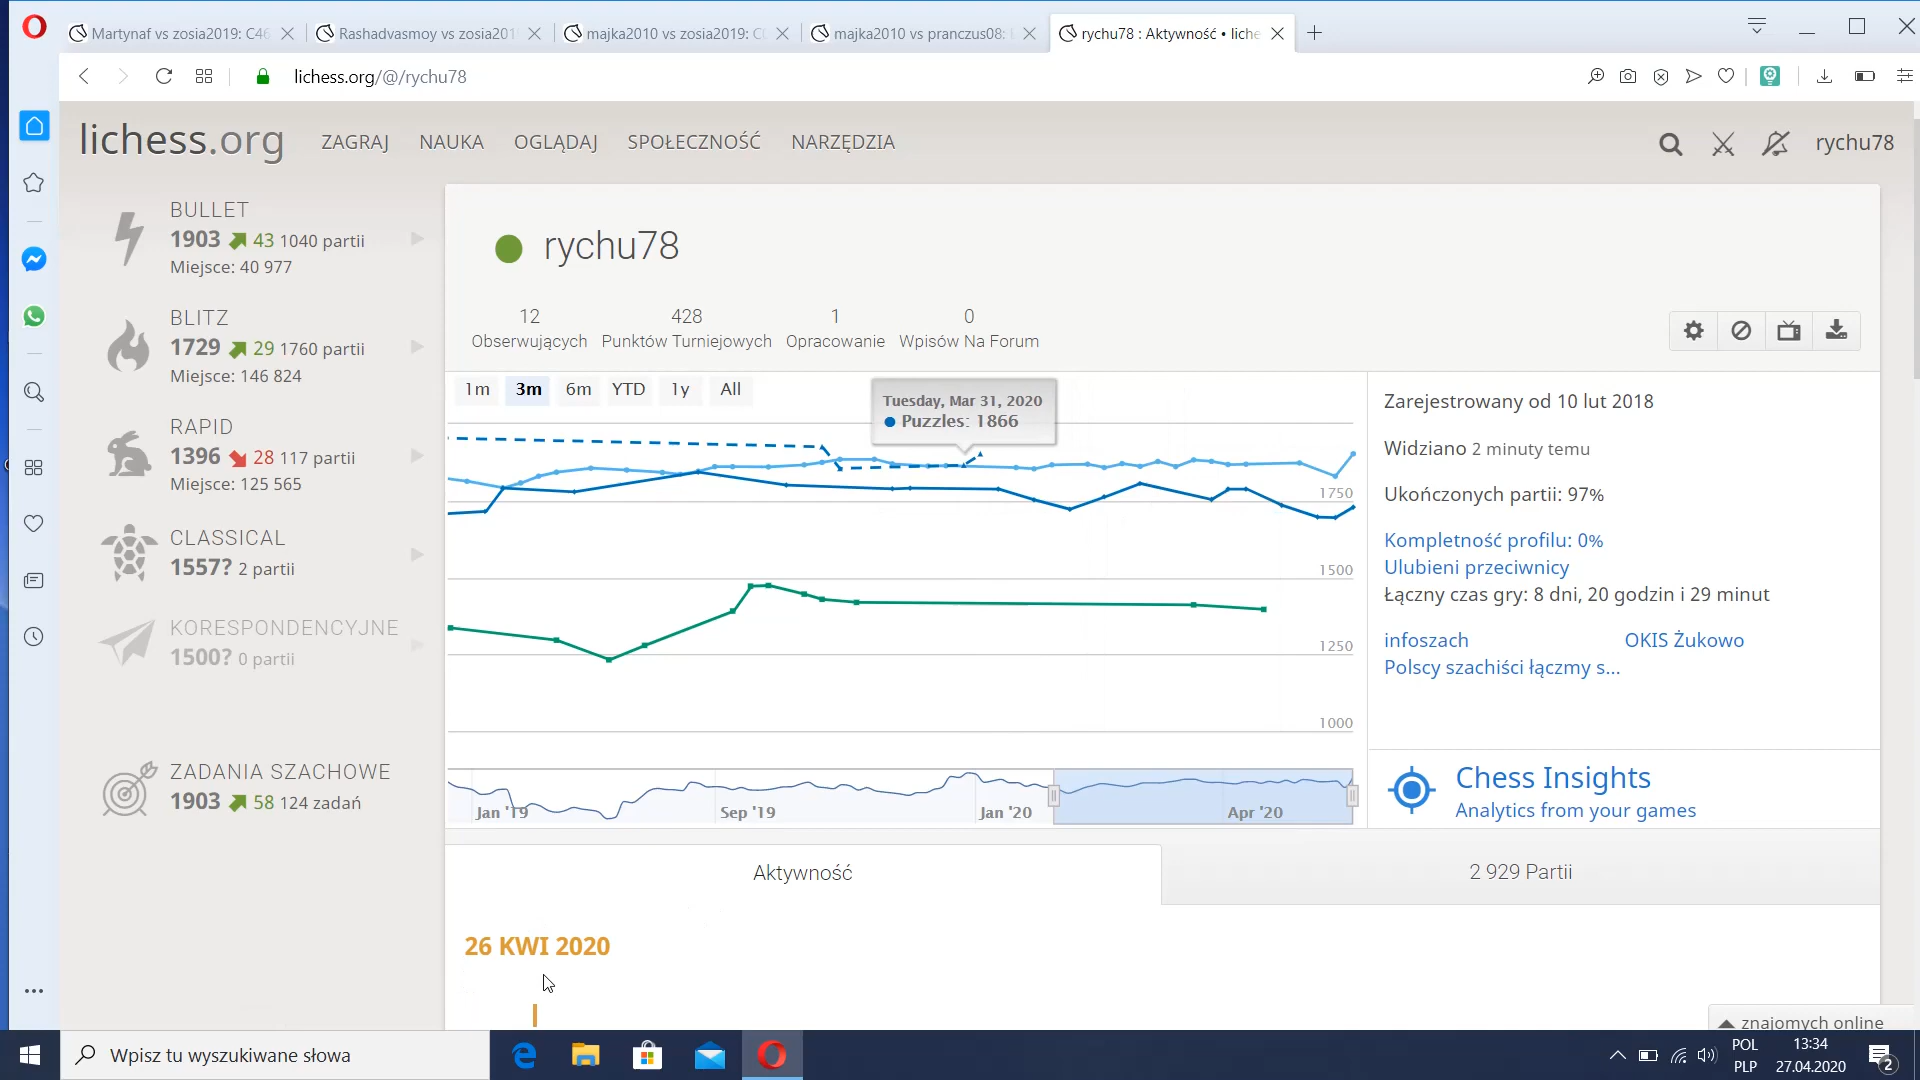 Martynaf vs zosia2019: C46
Rashadvasmoy vs zosia201
majka2010 vs zosia2019: C
majka2010 vs pranczus08:
rychu78 : Aktywność • liche
lichess.org/@/rychu78
lichess.org
ZAGRAJ NAUKA OGLĄDAJ SPOŁECZNOŚĆ NARZĘDZIA
rychu78
BULLET
1903 43 1040 partii
Miejsce: 40 977
BLITZ
1729 29 1760 partii
Miejsce: 146 824
RAPID
1396 28 117 partii
Miejsce: 125 565
CLASSICAL
1557? 2 partii
KORESPONDENCYJNE
1500? 0 partii
ZADANIA SZACHOWE
1903 58 124 zadań
rychu78
12 428 1 0
Obserwujących Punktów Turniejowych Opracowanie Wpisów Na Forum
1m 3m 6m YTD 1y All
Tuesday, Mar 31, 2020
Puzzles: 1866
1750
1500
1250
1000
Jan '19 Sep '19 Jan '20 Apr '20
Zarejestrowany od 10 lut 2018
Widziano 2 minuty temu
Ukończonych partii: 97%
Kompletność profilu: 0%
Ulubieni przeciwnicy
Łączny czas gry: 8 dni, 20 godzin i 29 minut
infoszach OKIS Żukowo
Polscy szachiści łączmy s...
Chess Insights
Analytics from your games
Aktywność 2 929 Partii
26 KWI 2020
znajomych online
Wpisz tu wyszukiwane słowa
POL 13:34
PLP 27.04.2020
2